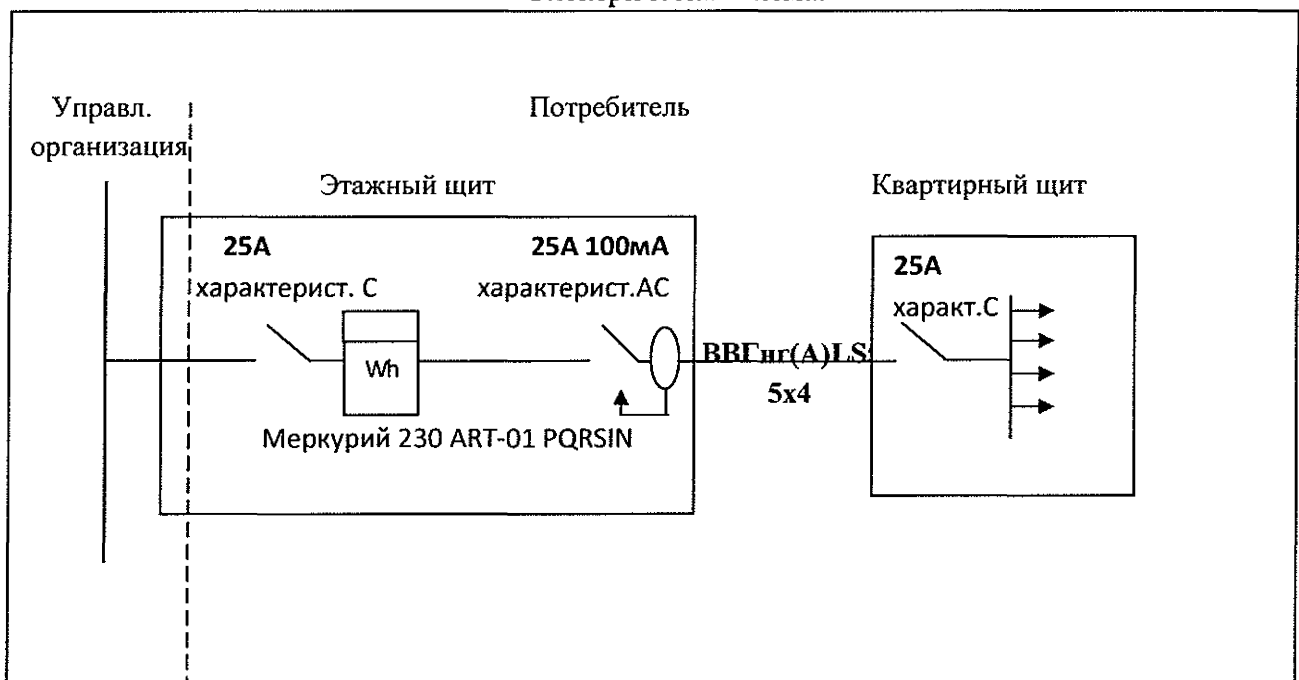 Управл.
организация
Потребитель
Этажный щит
Квартирный щит
25А
характерист. С
25А 100мА
характерист.АС
25А
характ.С
Wh
ВВГнг(А)LS
5х4
Меркурий 230 ART-01 PQRSIN